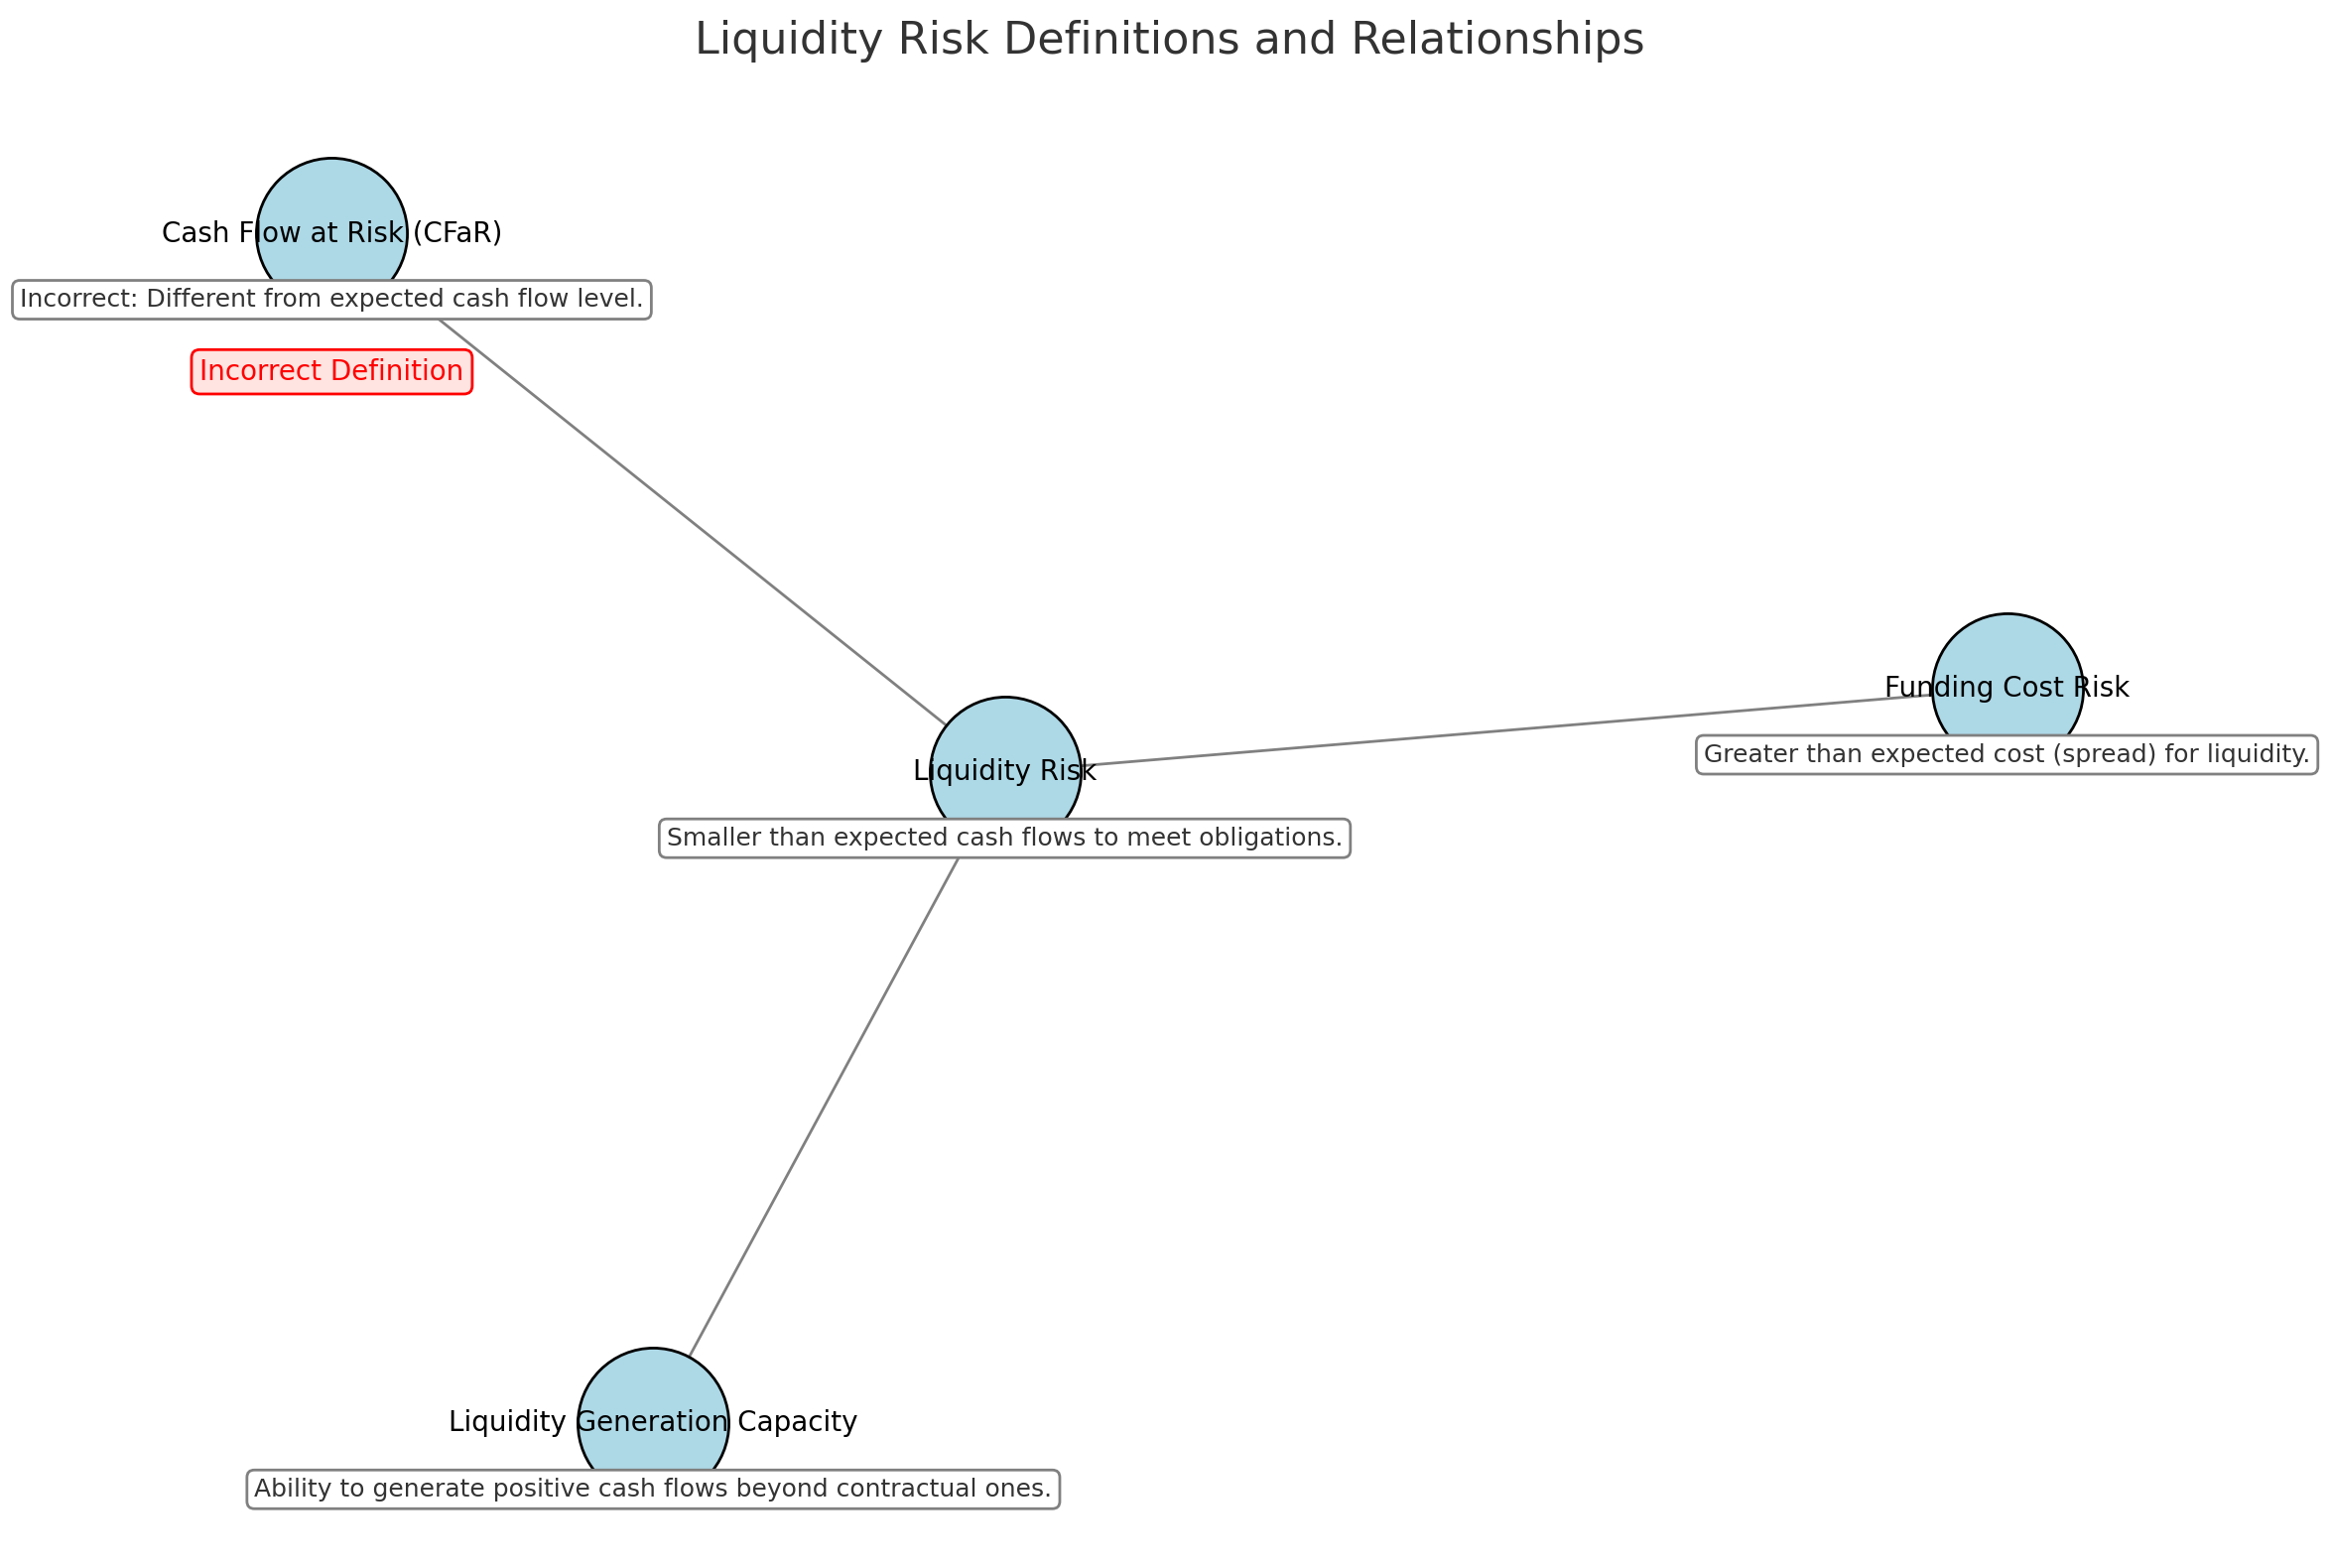 Liquidity Risk Definitions and Relationships
Cash Flow at Risk (CFaR)
Incorrect: Different from expected cash flow level.
Incorrect Definition
Funding Cost Risk
Greater than expected cost (spread) for liquidity.
Liquidity Risk
Smaller than expected cash flows to meet obligations.
Liquidity Generation Capacity
Ability to generate positive cash flows beyond contractual ones.